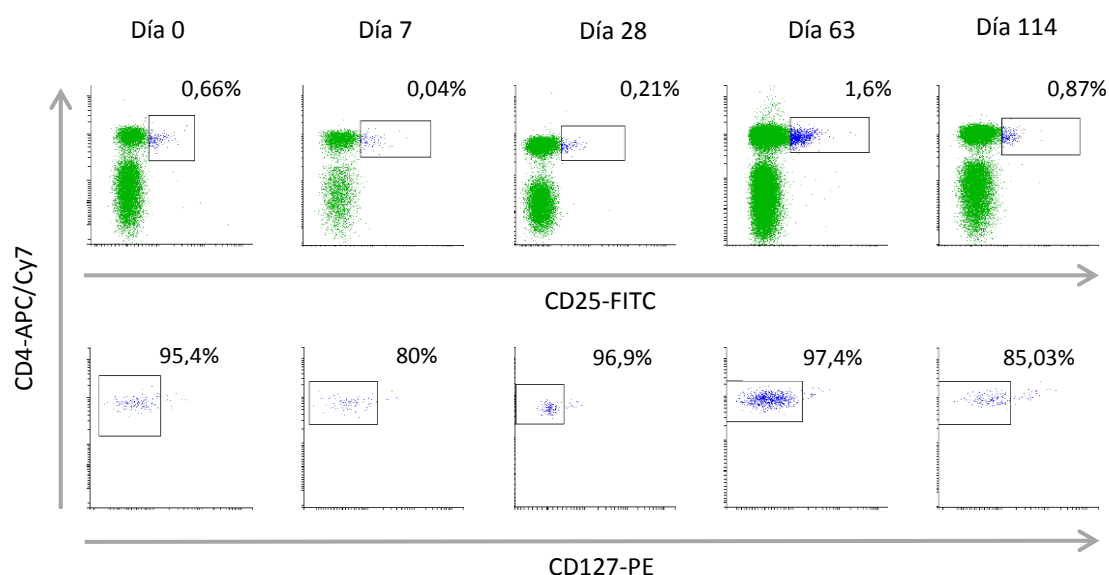 Día 0 Día 7 Día 28 Día 63 Día 114
0,66% 0,04% 0,21% 1,6% 0,87%
CD4-APC/Cy7
CD25-FITC
95,4% 80% 96,9% 97,4% 85,03%
CD127-PE